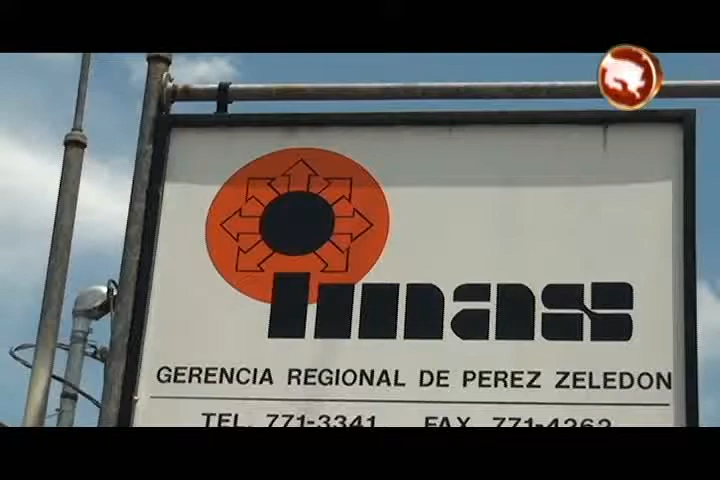 imas
GERENCIA REGIONAL DE PEREZ ZELEDON
TEL. 771-3341 FAX 771-4262